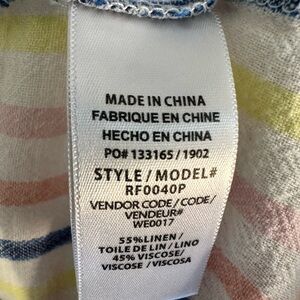 MADE IN CHINA
FABRIQUE EN CHINE
HECHO EN CHINA
PO# 133165 / 1902
STYLE / MODEL#
RF0040P
VENDOR CODE / CODE /
VENDEUR#
WE0017
55% LINEN /
TOILE DE LIN / LINO
45% VISCOSE /
VISCOSE / VISCOSA